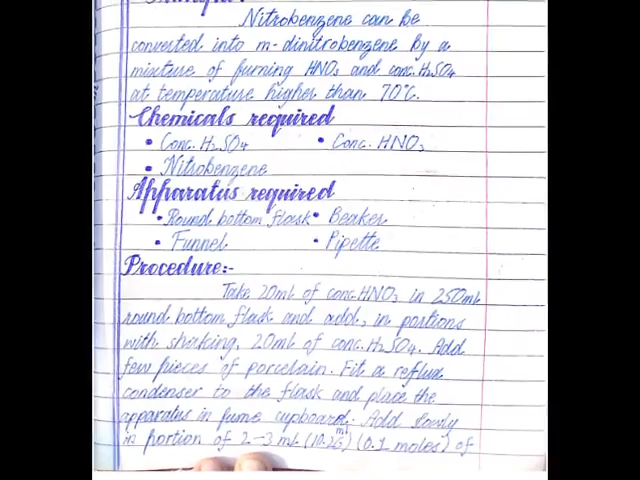 Nitrobenzene can be
converted into m-dinitrobenzene by a
mixture of fuming HNO3 and conc. H2SO4
at temperature higher than 70°C.
Chemicals required
• Conc. H2SO4 • Conc. HNO3
• Nitrobenzene
Apparatus required
• Round bottom flask • Beaker
• Funnel • Pipette
Procedure:-
Take 20ml of conc. HNO3 in 250ml
round bottom flask and add, in portions
with shaking, 20ml of conc. H2SO4. Add
few pieces of porcelain. Fit a reflux
condenser to the flask and place the
apparatus in fume cupboard. Add slowly
in portion of 2-3 ml (10.26 ml) (0.1 moles) of